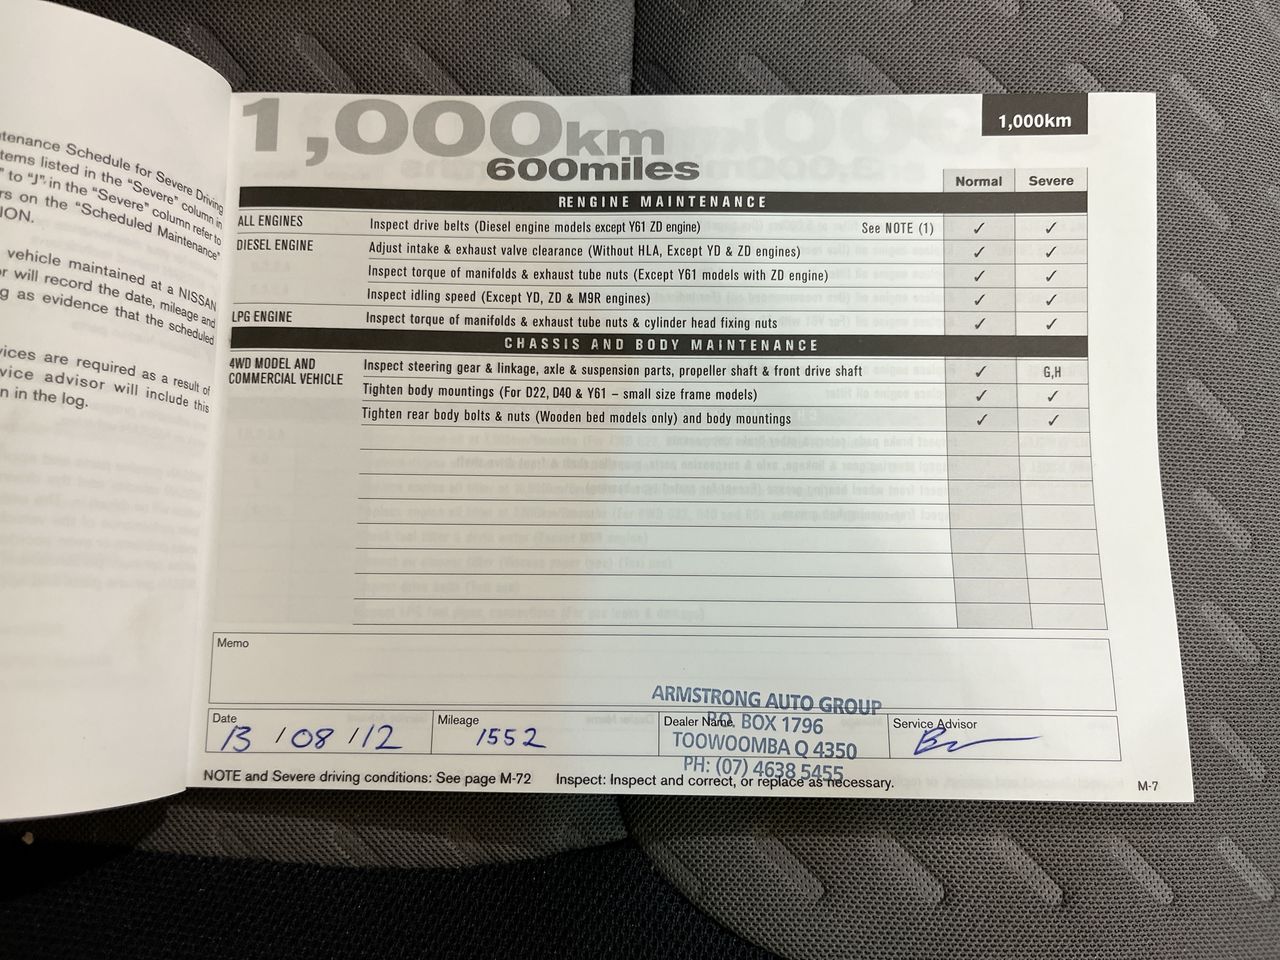 tenance Schedule for Severe Driving
tems listed in the "Severe" column in
" to "J" in the "Severe" column refer to
rs on the "Scheduled Maintenance"
ION.
vehicle maintained at a NISSAN
or will record the date, mileage and
g as evidence that the scheduled
vices are required as a result of
vice advisor will include this
n in the log.
1,000km
600miles
1,000km
Normal Severe
RENGINE MAINTENANCE
ALL ENGINES Inspect drive belts (Diesel engine models except Y61 ZD engine) See NOTE (1) ✓ ✓
DIESEL ENGINE Adjust intake & exhaust valve clearance (Without HLA, Except YD & ZD engines) ✓ ✓
Inspect torque of manifolds & exhaust tube nuts (Except Y61 models with ZD engine) ✓ ✓
Inspect idling speed (Except YD, ZD & M9R engines) ✓ ✓
LPG ENGINE Inspect torque of manifolds & exhaust tube nuts & cylinder head fixing nuts ✓ ✓
CHASSIS AND BODY MAINTENANCE
4WD MODEL AND Inspect steering gear & linkage, axle & suspension parts, propeller shaft & front drive shaft ✓ G,H
COMMERCIAL VEHICLE
Tighten body mountings (For D22, D40 & Y61 – small size frame models) ✓ ✓
Tighten rear body bolts & nuts (Wooden bed models only) and body mountings ✓ ✓
Memo
ARMSTRONG AUTO GROUP
P.O. BOX 1796
TOOWOOMBA Q 4350
PH: (07) 4638 5455
Date Mileage Dealer Name Service Advisor
13 / 08 / 12 1552
NOTE and Severe driving conditions: See page M-72 Inspect: Inspect and correct, or replace as necessary.
M-7